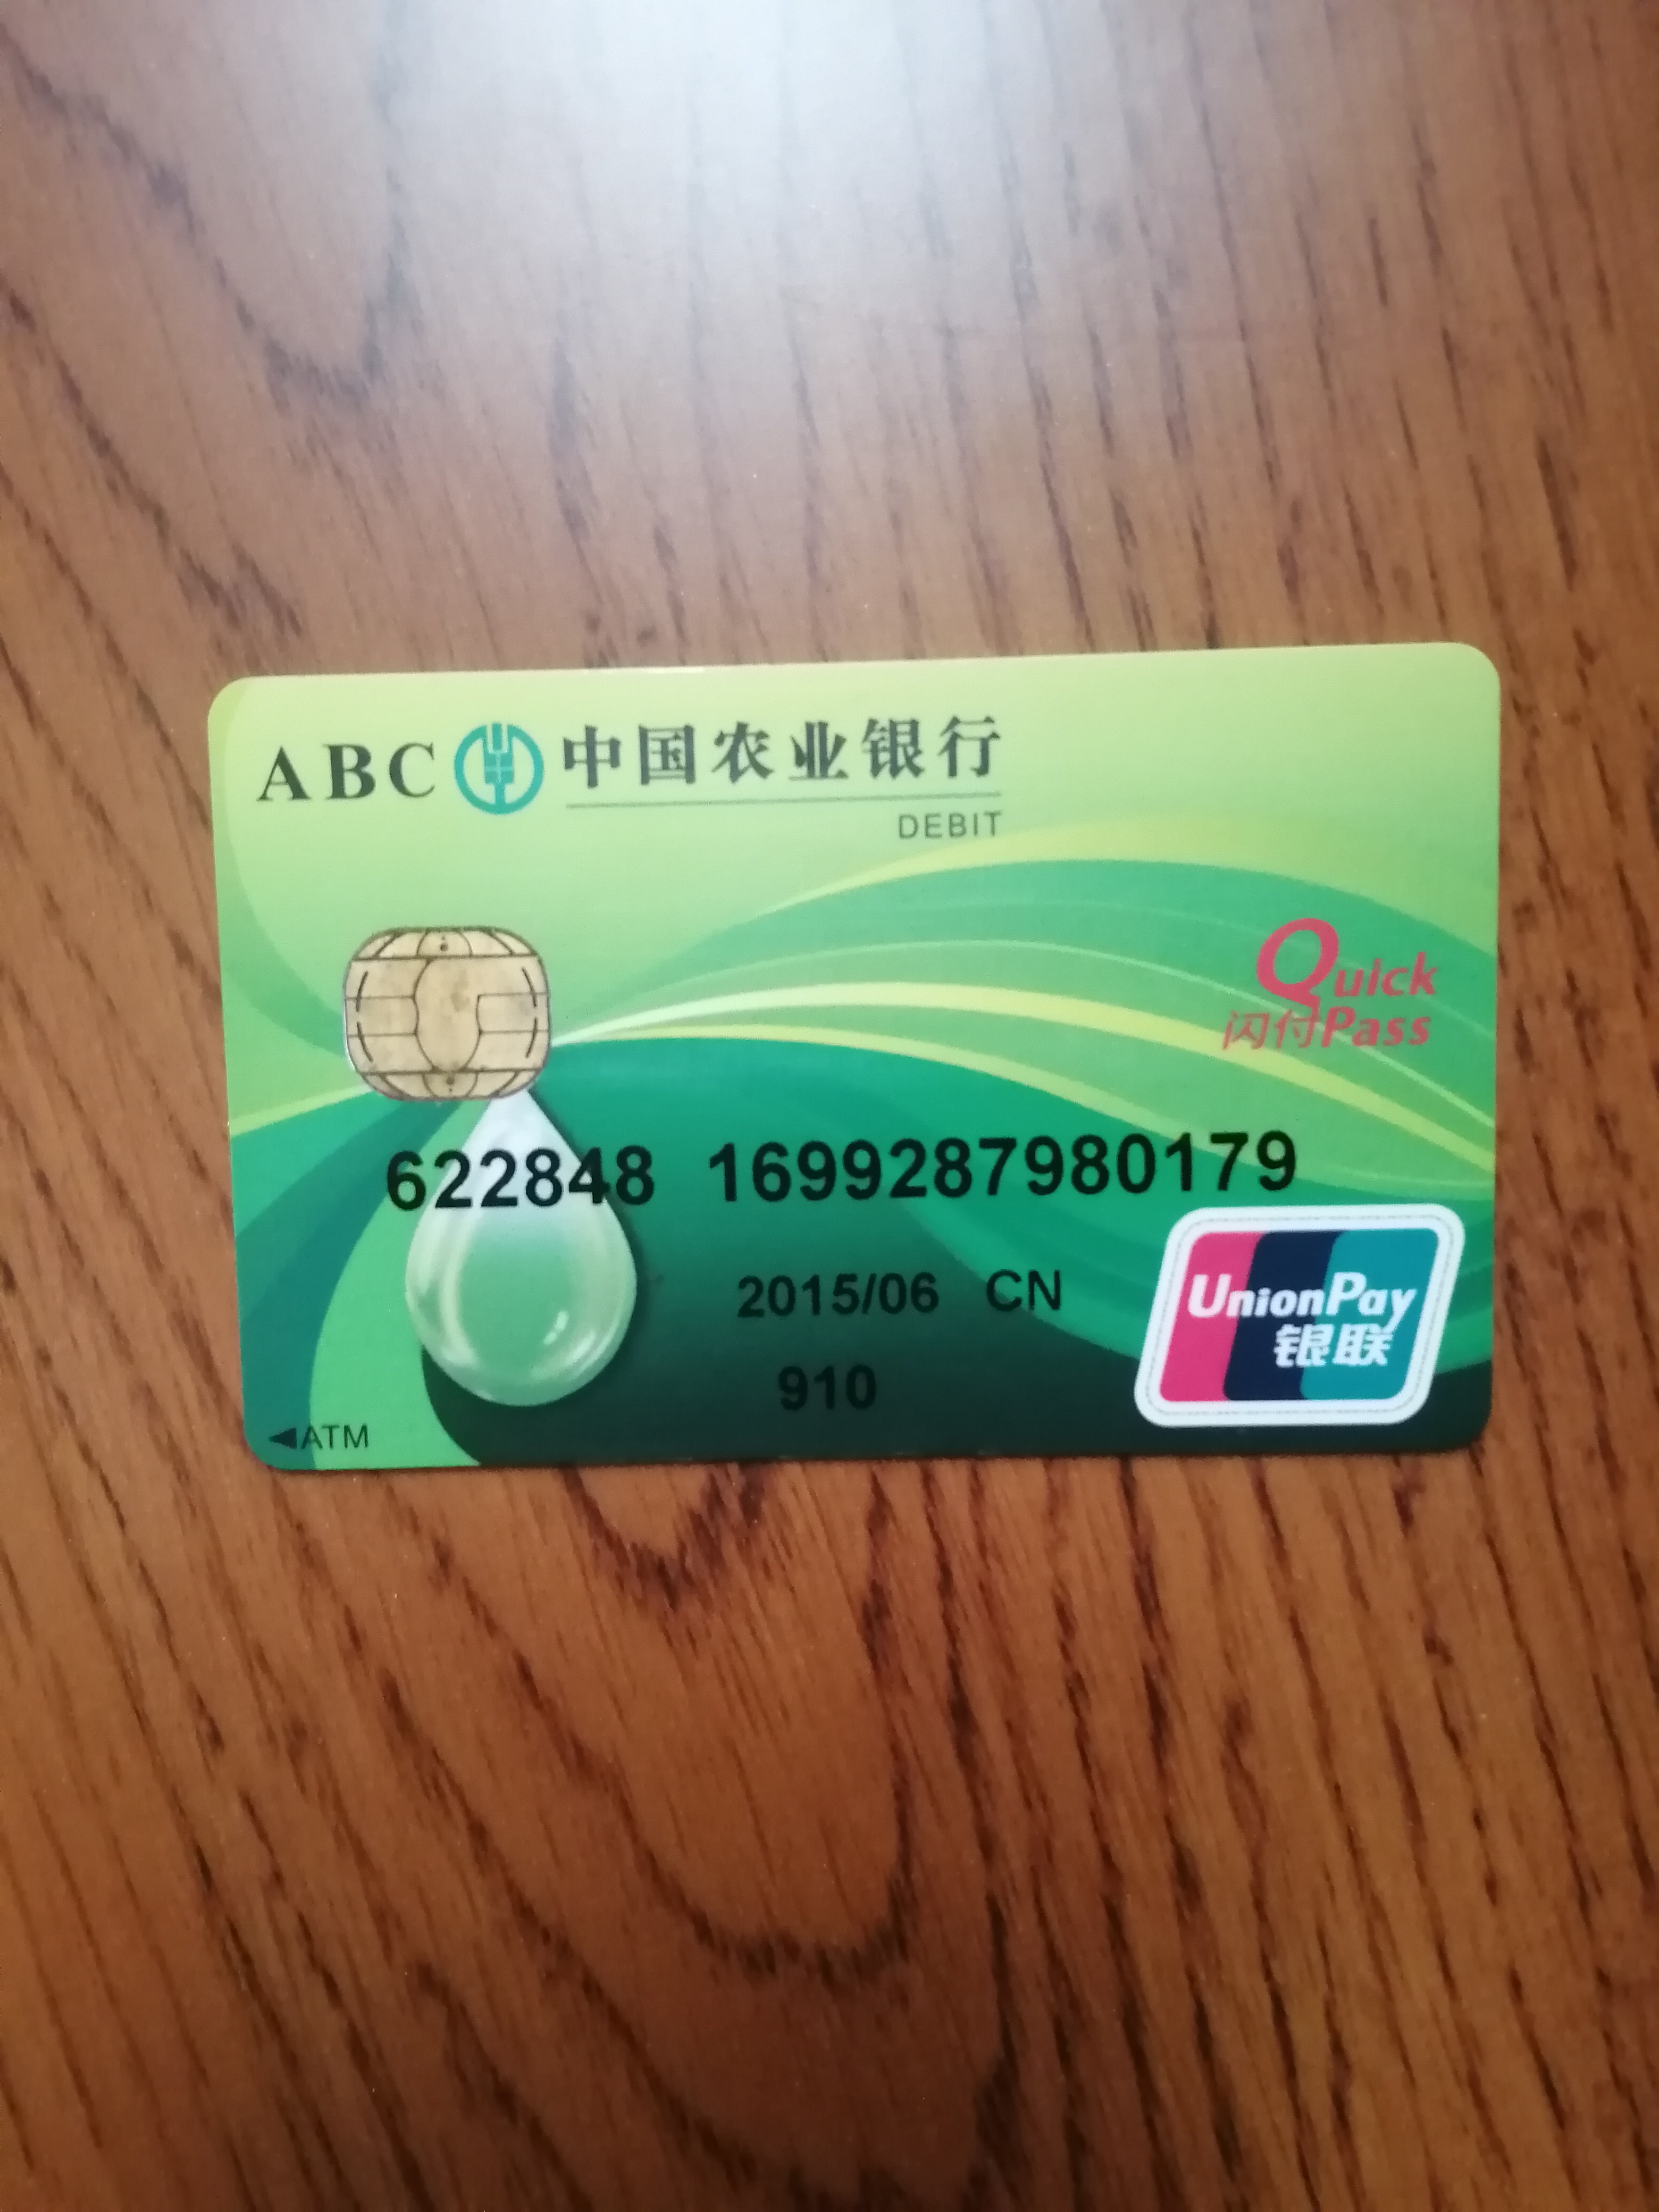 ABC 中国农业银行
DEBIT
Quick
闪付Pass
622848 1699287980179
2015/06 CN
UnionPay
银联
910
ATM